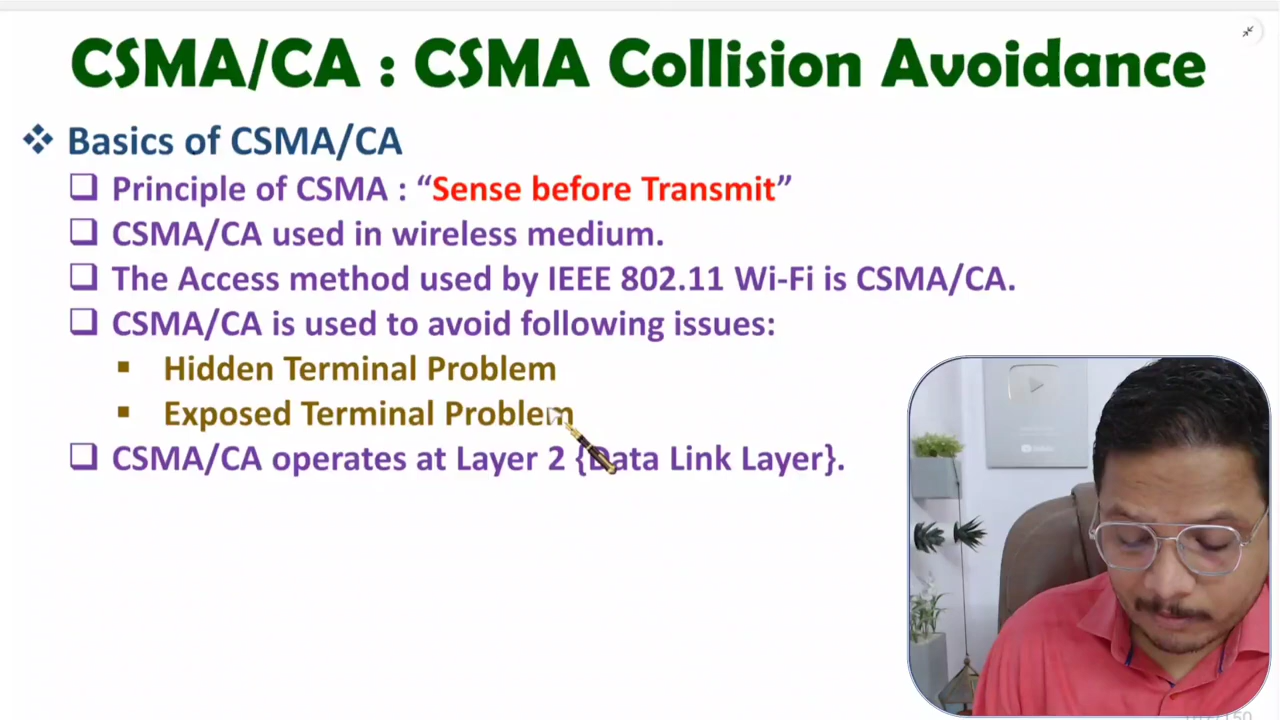 CSMA/CA : CSMA Collision Avoidance
Basics of CSMA/CA
Principle of CSMA : “Sense before Transmit”
CSMA/CA used in wireless medium.
The Access method used by IEEE 802.11 Wi-Fi is CSMA/CA.
CSMA/CA is used to avoid following issues:
Hidden Terminal Problem
Exposed Terminal Problem
CSMA/CA operates at Layer 2 {Data Link Layer}.